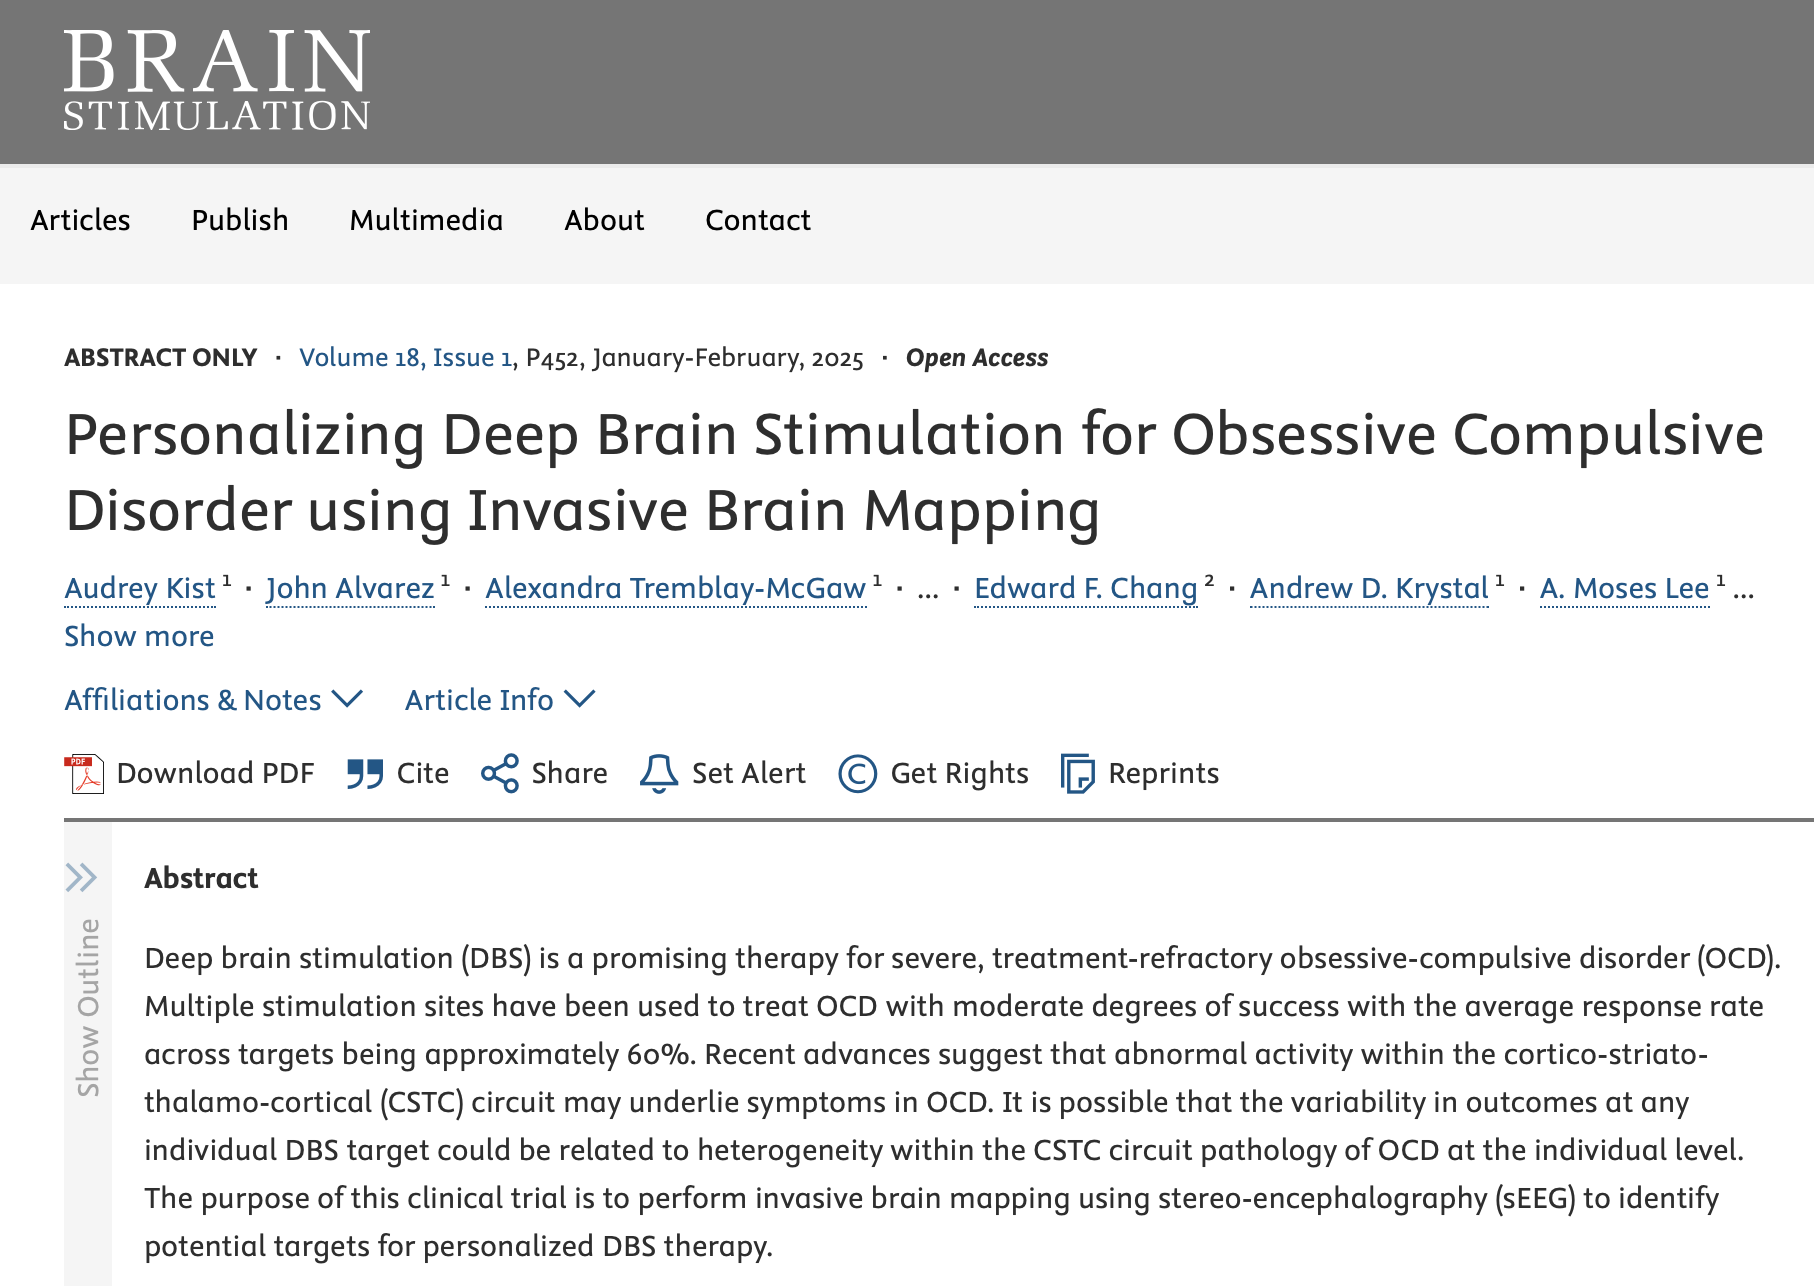 BRAIN
STIMULATION
Articles Publish Multimedia About Contact
ABSTRACT ONLY · Volume 18, Issue 1, P452, January-February, 2025 · Open Access
Personalizing Deep Brain Stimulation for Obsessive Compulsive
Disorder using Invasive Brain Mapping
Audrey Kist 1 · John Alvarez 1 · Alexandra Tremblay-McGaw 1 · ... · Edward F. Chang 2 · Andrew D. Krystal 1 · A. Moses Lee 1 ...
Show more
Affiliations & Notes Article Info
PDF Download PDF Cite Share Set Alert © Get Rights Reprints
Show Outline
Abstract
Deep brain stimulation (DBS) is a promising therapy for severe, treatment-refractory obsessive-compulsive disorder (OCD).
Multiple stimulation sites have been used to treat OCD with moderate degrees of success with the average response rate
across targets being approximately 60%. Recent advances suggest that abnormal activity within the cortico-striato-
thalamo-cortical (CSTC) circuit may underlie symptoms in OCD. It is possible that the variability in outcomes at any
individual DBS target could be related to heterogeneity within the CSTC circuit pathology of OCD at the individual level.
The purpose of this clinical trial is to perform invasive brain mapping using stereo-encephalography (sEEG) to identify
potential targets for personalized DBS therapy.